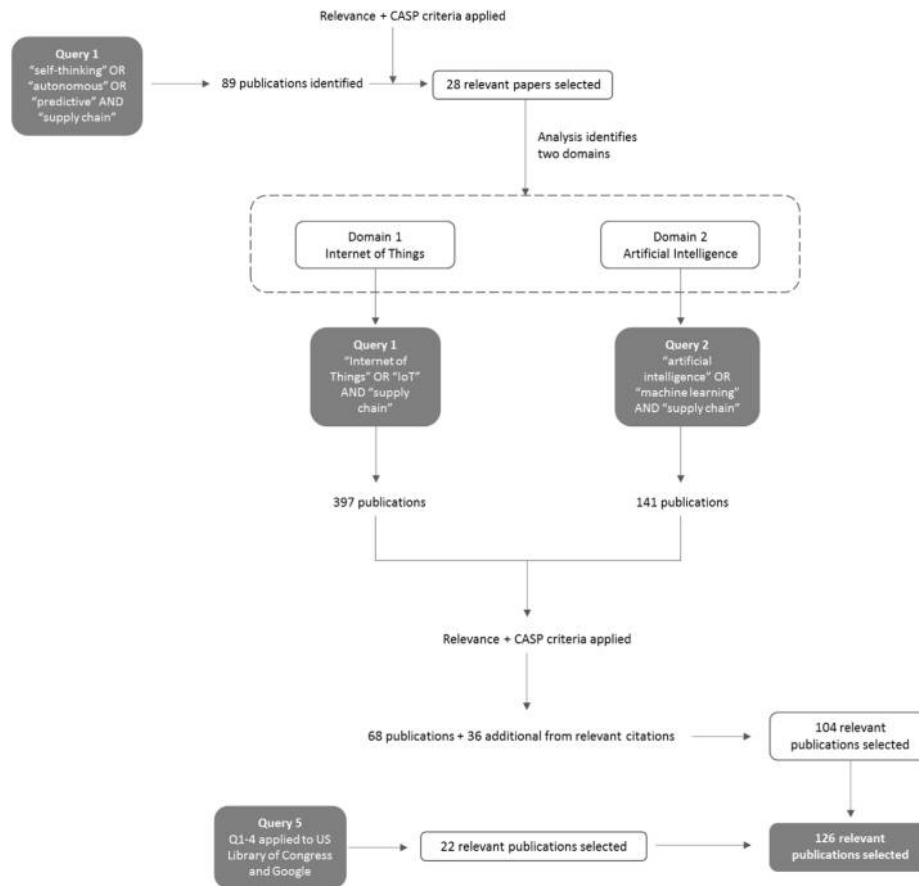 Relevance + CASP criteria applied
Query 1
“self-thinking” OR
“autonomous” OR
“predictive” AND
“supply chain”
89 publications identified
28 relevant papers selected
Analysis identifies
two domains
Domain 1
Internet of Things
Domain 2
Artificial Intelligence
Query 1
“Internet of
Things” OR “IoT”
AND “supply
chain”
Query 2
“artificial
intelligence” OR
“machine learning”
AND “supply chain”
397 publications
141 publications
Relevance + CASP criteria applied
68 publications + 36 additional from relevant citations
104 relevant
publications selected
Query 5
Q1-4 applied to US
Library of Congress
and Google
22 relevant publications selected
126 relevant
publications selected